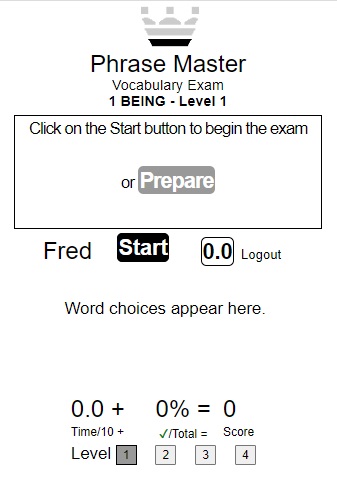 Phrase Master
Vocabulary Exam
1 BEING - Level 1
Click on the Start button to begin the exam
or Prepare
Fred Start 0.0 Logout
Word choices appear here.
0.0 + 0% = 0
Time/10 + ✓/Total = Score
Level 1 2 3 4